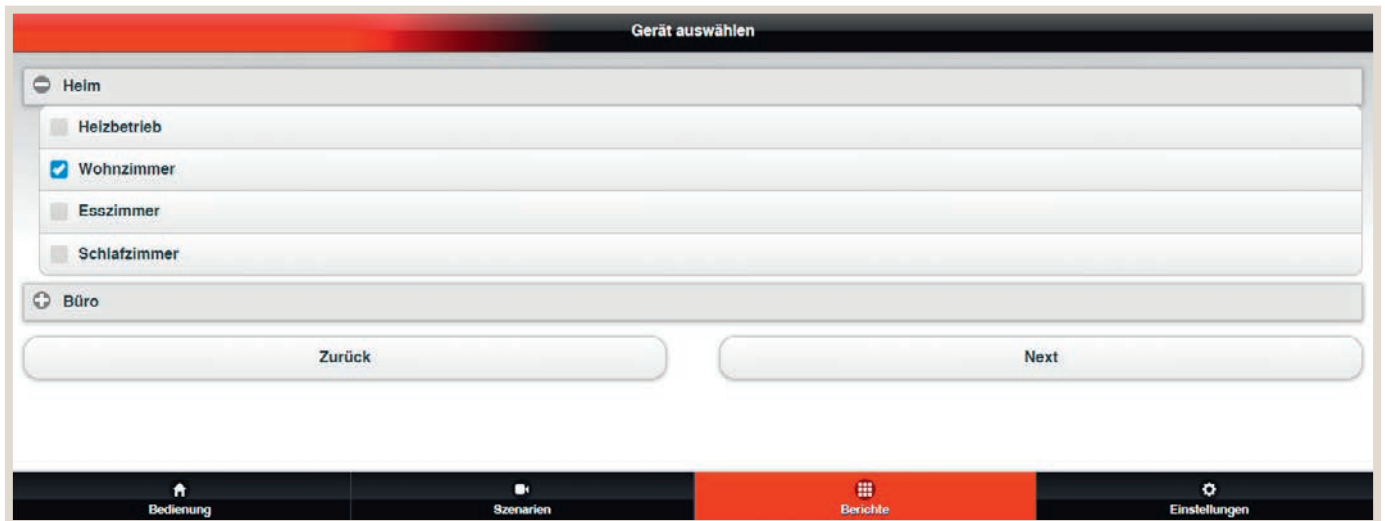 Gerät auswählen
Heim
Heizbetrieb
Wohnzimmer
Esszimmer
Schlafzimmer
Büro
Zurück Next
Bedienung Szenarien Berichte Einstellungen